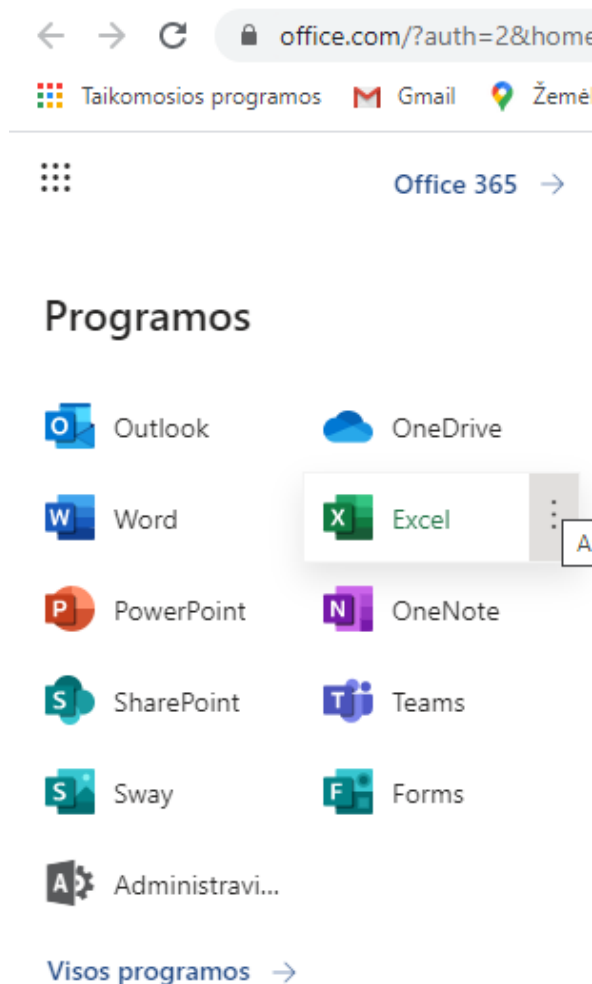 office.com/?auth=2&home
Taikomosios programos Gmail Žemėl
Office 365 →
Programos
Outlook OneDrive
Word Excel
A
PowerPoint OneNote
SharePoint Teams
Sway Forms
Administravi...
Visos programos →